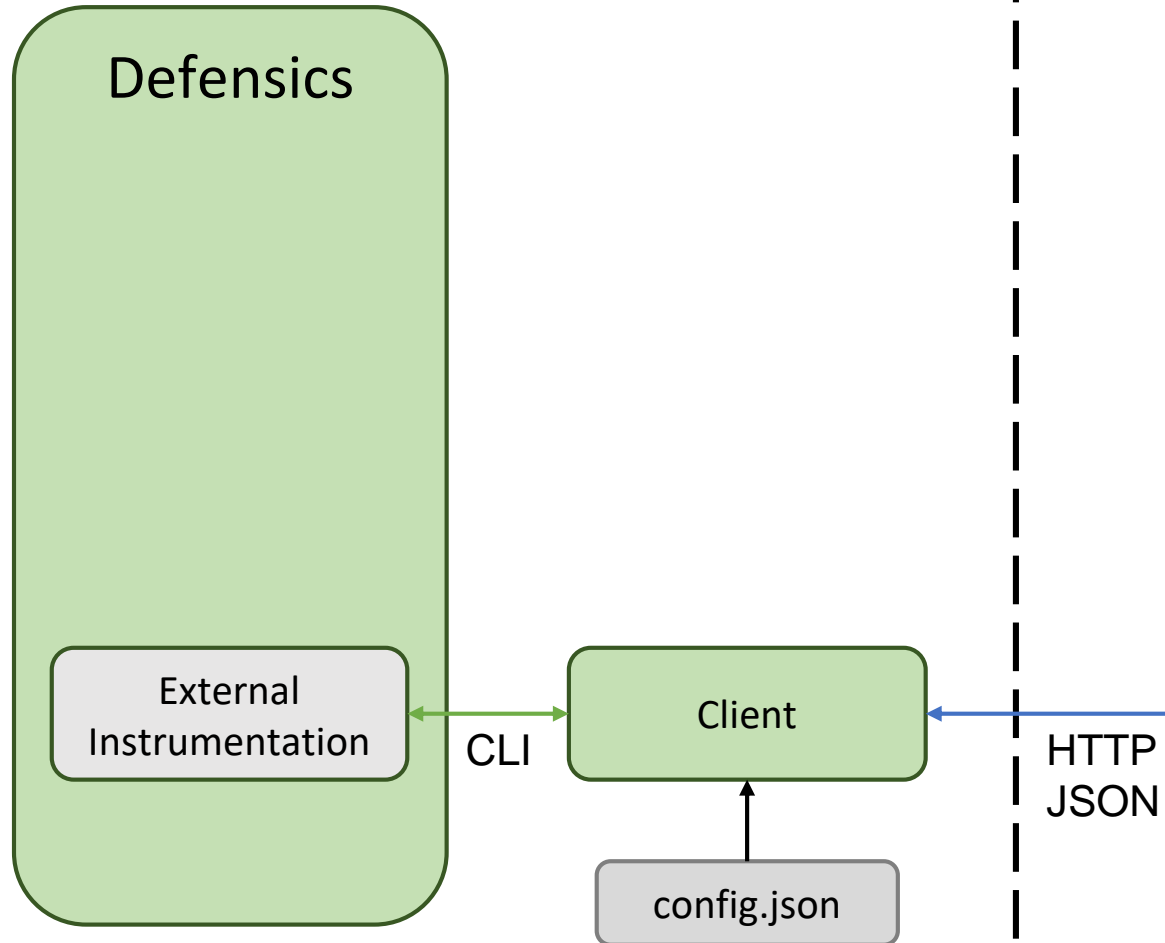 Defensics
External
Instrumentation
CLI
Client
HTTP
JSON
config.json